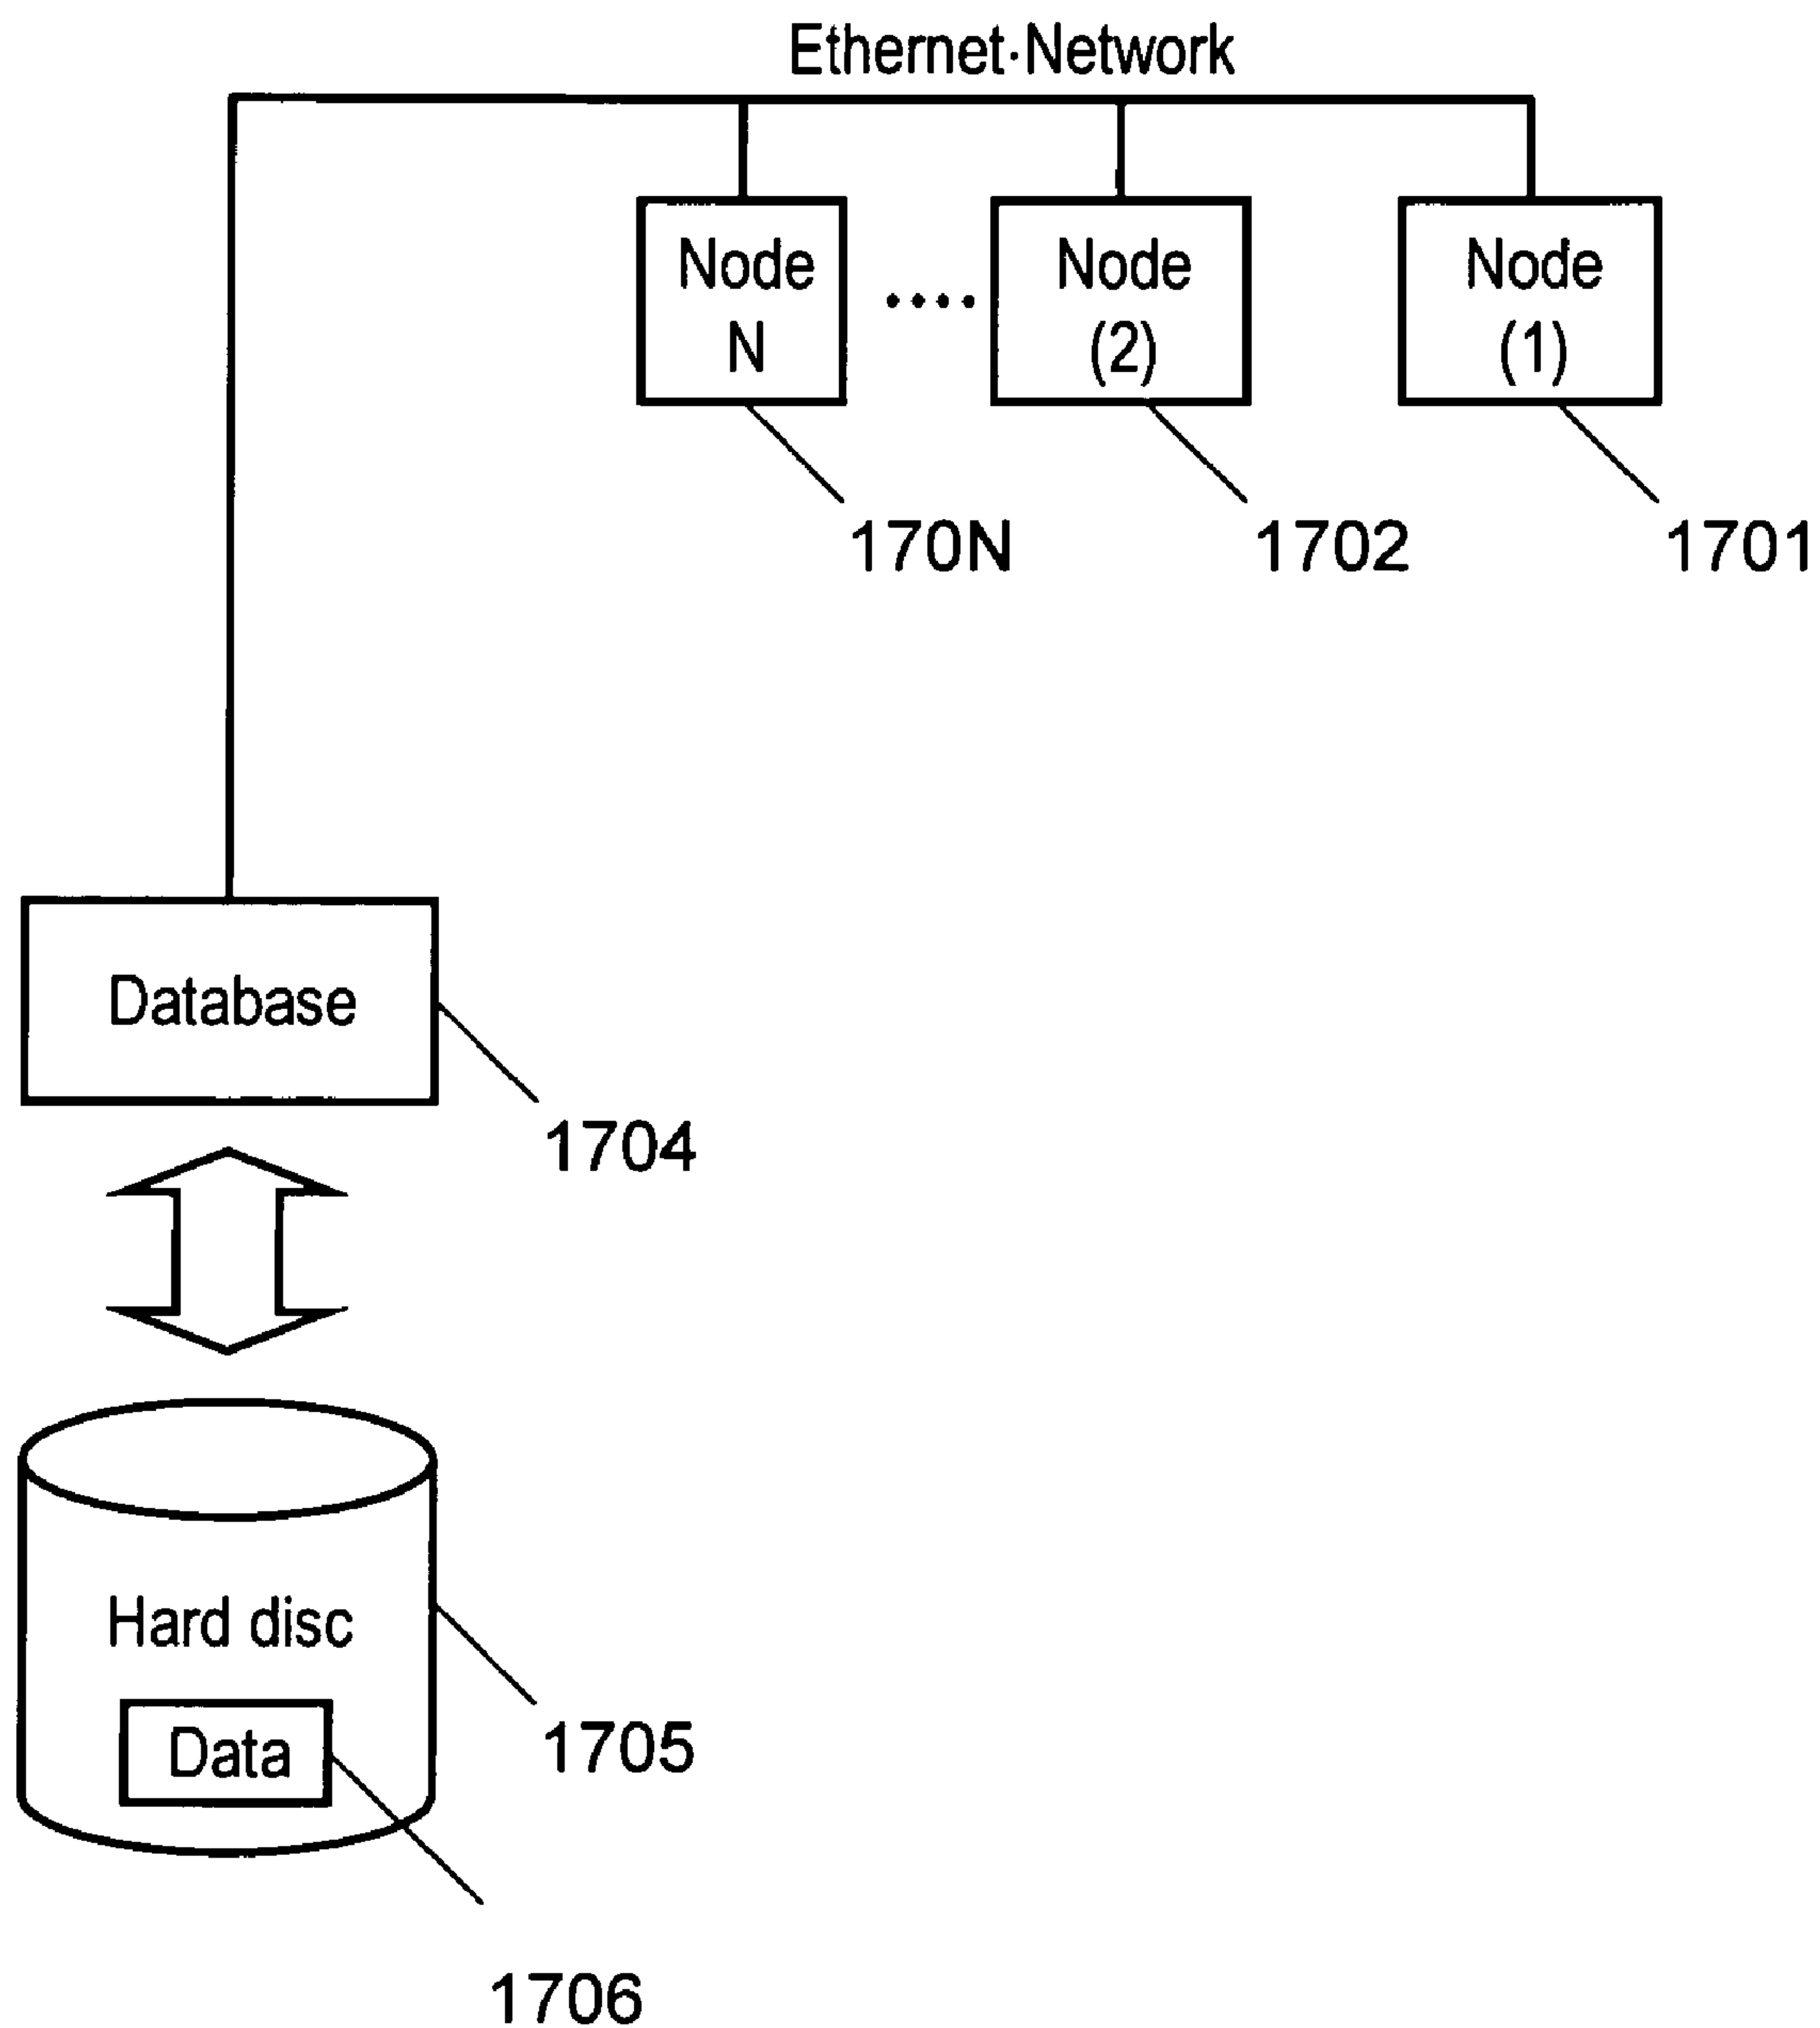 Ethernet·Network
Node
N
....
Node
(2)
Node
(1)
170N
1702
1701
Database
1704
Hard disc
Data
1705
1706